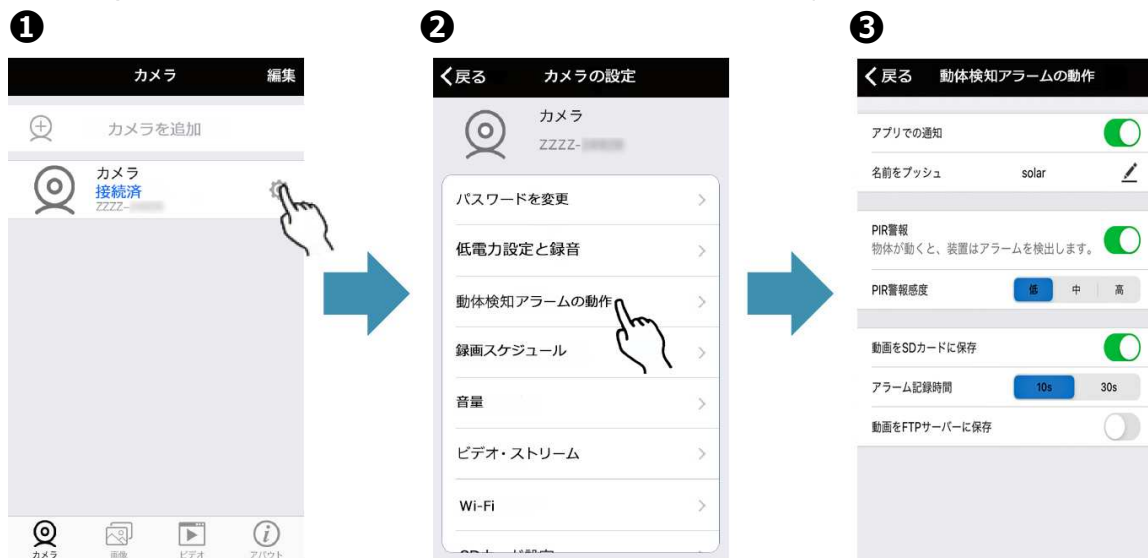 ❶
カメラ 編集
カメラを追加
カメラ
接続済
ZZZZ-
カメラ 画像 ビデオ アバウト
❷
戻る カメラの設定
カメラ
ZZZZ-
パスワードを変更
低電力設定と録音
動体検知アラームの動作
録画スケジュール
音量
ビデオ・ストリーム
Wi-Fi
❸
戻る 動体検知アラームの動作
アプリでの通知
名前をプッシュ solar
PIR警報
物体が動くと、装置はアラームを検出します。
PIR警報感度 低 中 高
動画をSDカードに保存
アラーム記録時間 10s 30s
動画をFTPサーバーに保存